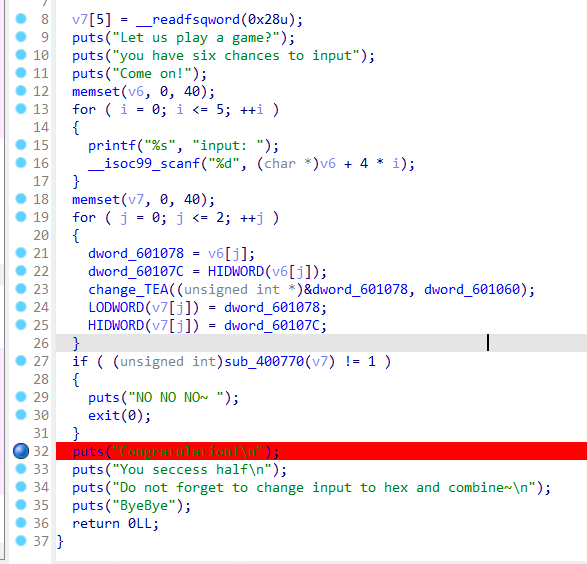 7
8 v7[5] = __readfsqword(0x28u);
9 puts("Let us play a game?");
10 puts("you have six chances to input");
11 puts("Come on!");
12 memset(v6, 0, 40);
13 for ( i = 0; i <= 5; ++i )
14 {
15 printf("%s", "input: ");
16 __isoc99_scanf("%d", (char *)v6 + 4 * i);
17 }
18 memset(v7, 0, 40);
19 for ( j = 0; j <= 2; ++j )
20 {
21 dword_601078 = v6[j];
22 dword_60107C = HIDWORD(v6[j]);
23 change_TEA((unsigned int *)&dword_601078, dword_601060);
24 LODWORD(v7[j]) = dword_601078;
25 HIDWORD(v7[j]) = dword_60107C;
26 }
27 if ( (unsigned int)sub_400770(v7) != 1 )
28 {
29 puts("NO NO NO~ ");
30 exit(0);
31 }
32 puts("Congratulation!\n");
33 puts("You seccess half\n");
34 puts("Do not forget to change input to hex and combine~\n");
35 puts("ByeBye");
36 return 0LL;
37 }